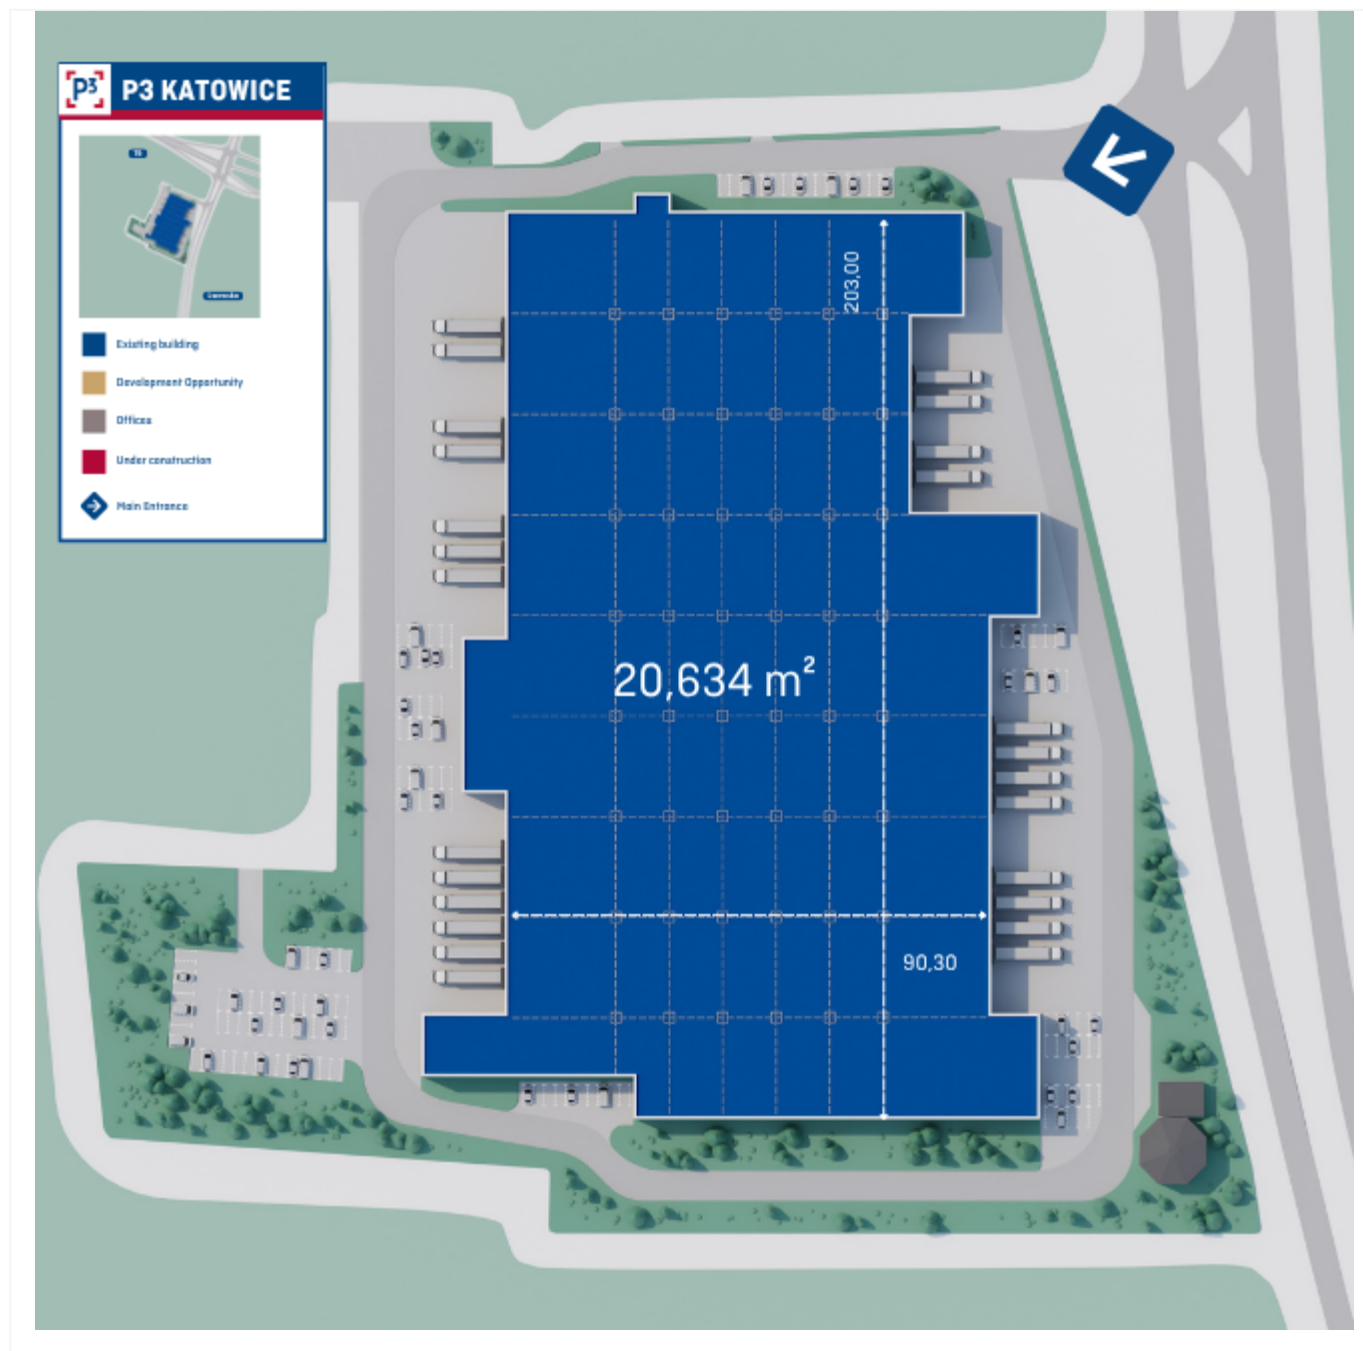 P3 P3 KATOWICE
Existing building
Development Opportunity
Offices
Under construction
Main Entrance
203,00
20,634 m²
90,30